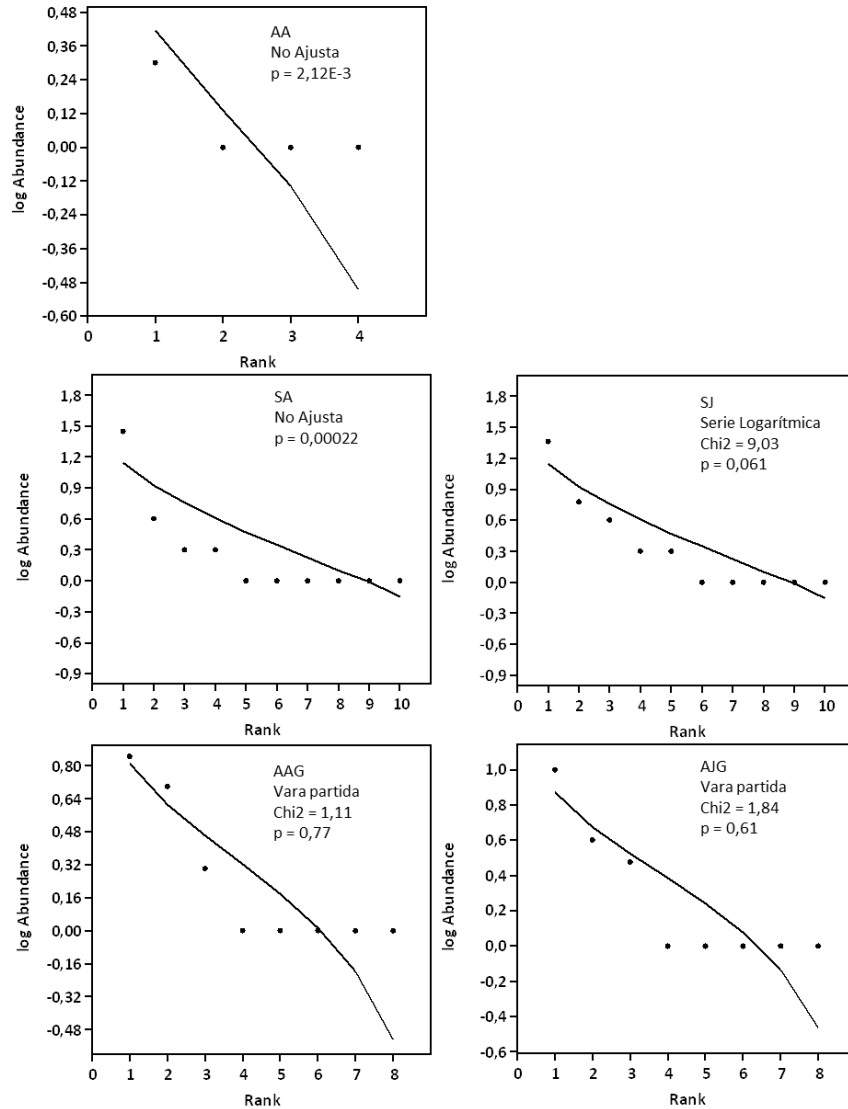 0,48
0,36
0,24
0,12
0,00
-0,12
-0,24
-0,36
-0,48
-0,60
log Abundance
AA
No Ajusta
p = 2,12E-3
0 1 2 3 4
Rank
1,8
1,5
1,2
0,9
0,6
0,3
0,0
-0,3
-0,6
-0,9
log Abundance
SA
No Ajusta
p = 0,00022
0 1 2 3 4 5 6 7 8 9 10
Rank
1,8
1,5
1,2
0,9
0,6
0,3
0,0
-0,3
-0,6
-0,9
log Abundance
SJ
Serie Logarítmica
Chi2 = 9,03
p = 0,061
0 1 2 3 4 5 6 7 8 9 10
Rank
0,80
0,64
0,48
0,32
0,16
0,00
-0,16
-0,32
-0,48
log Abundance
AAG
Vara partida
Chi2 = 1,11
p = 0,77
0 1 2 3 4 5 6 7 8
Rank
1,0
0,8
0,6
0,4
0,2
0,0
-0,2
-0,4
-0,6
log Abundance
AJG
Vara partida
Chi2 = 1,84
p = 0,61
0 1 2 3 4 5 6 7 8
Rank